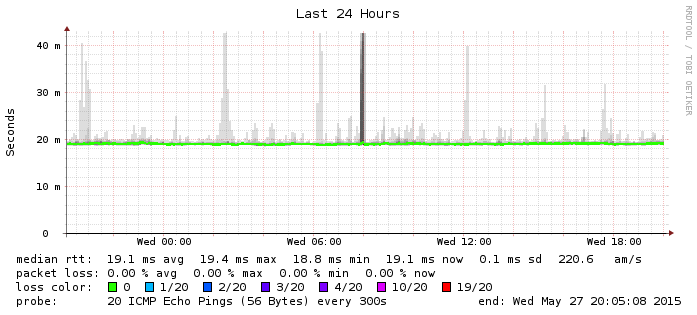 Last 24 Hours
RRDTOOL / TOBI OETIKER
Seconds
40 m
30 m
20 m
10 m
0
Wed 00:00 Wed 06:00 Wed 12:00 Wed 18:00
median rtt: 19.1 ms avg 19.4 ms max 18.8 ms min 19.1 ms now 0.1 ms sd 220.6 am/s
packet loss: 0.00 % avg 0.00 % max 0.00 % min 0.00 % now
loss color: 0 1/20 2/20 3/20 4/20 10/20 19/20
probe: 20 ICMP Echo Pings (56 Bytes) every 300s end: Wed May 27 20:05:08 2015